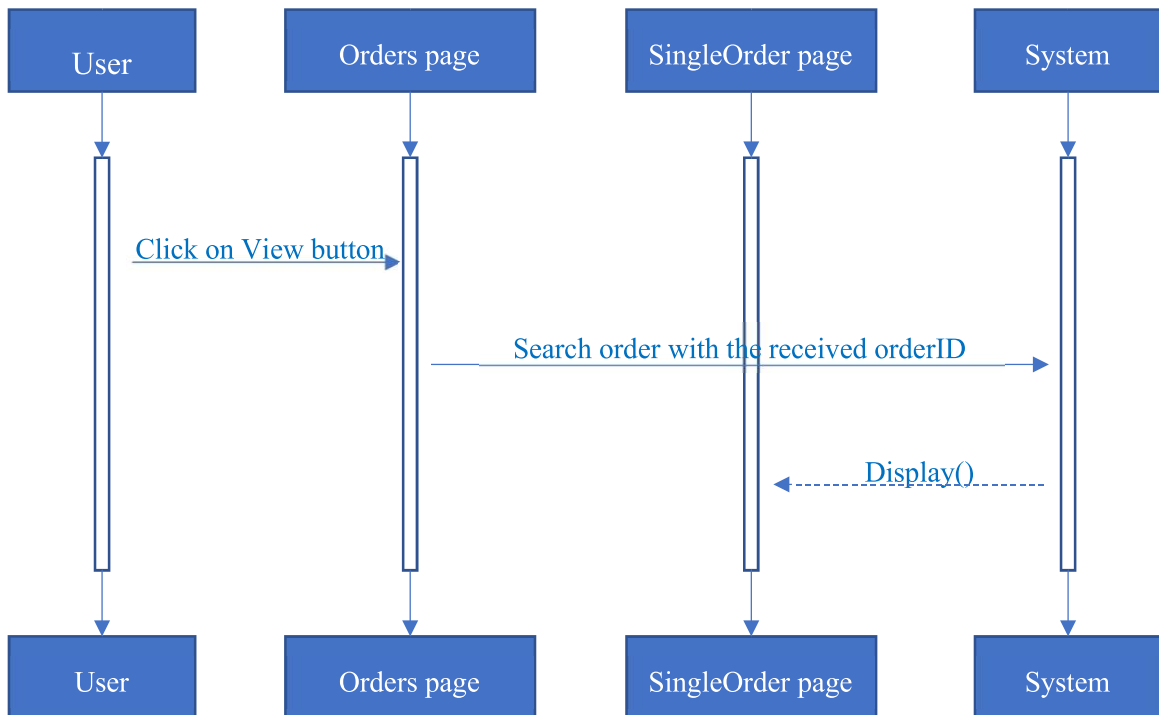 User
Orders page
SingleOrder page
System
Click on View button
Search order with the received orderID
Display()
User
Orders page
SingleOrder page
System